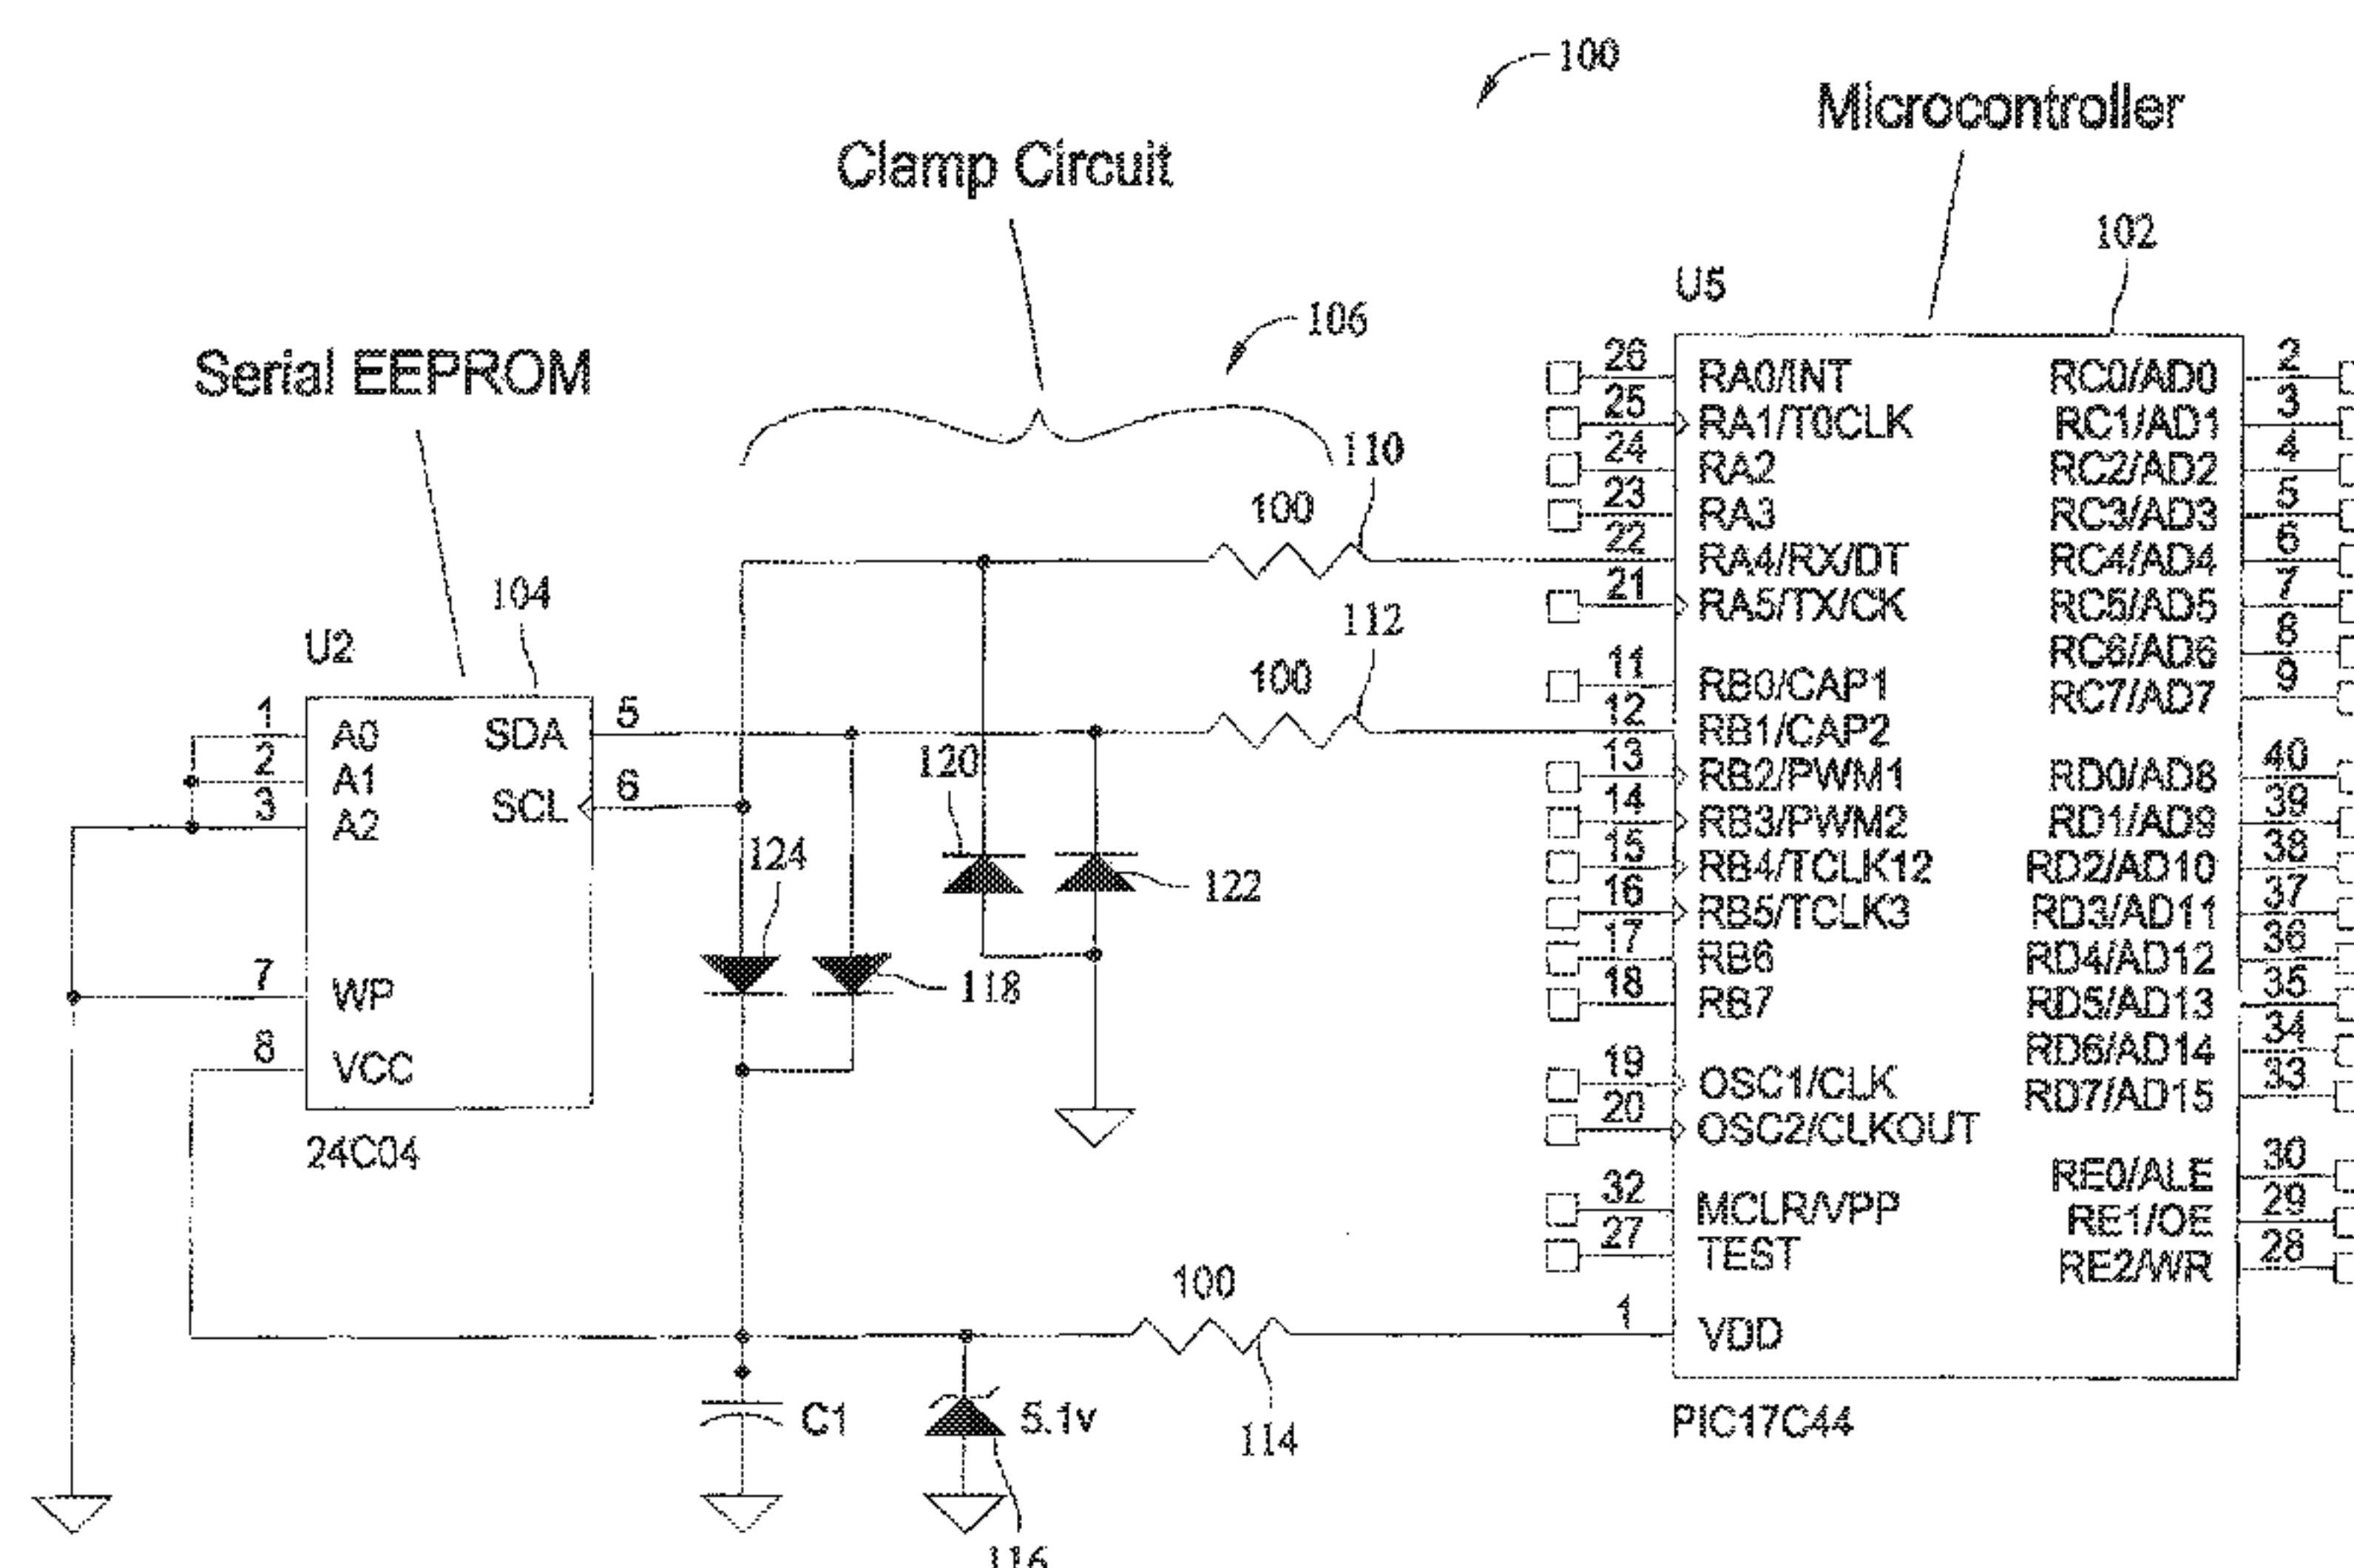 100
Microcontroller
Clamp Circuit
102
U5
106
Serial EEPROM
110
100
104
U2
112
100
1 A0
2 A1
3 A2
7 WP
8 VCC
SDA 5
SCL 6
24C04
120
122
124
118
C1
5.1v
116
100
114
26 RA0/INT
25 RA1/T0CLK
24 RA2
23 RA3
22 RA4/RX/DT
21 RA5/TX/CK
11 RB0/CAP1
12 RB1/CAP2
13 RB2/PWM1
14 RB3/PWM2
15 RB4/TCLK12
16 RB5/TCLK3
17 RB6
18 RB7
19 OSC1/CLK
20 OSC2/CLKOUT
32 MCLR/VPP
27 TEST
1 VDD
RC0/AD0 2
RC1/AD1 3
RC2/AD2 4
RC3/AD3 5
RC4/AD4 6
RC5/AD5 7
RC6/AD6 8
RC7/AD7 9
RD0/AD8 40
RD1/AD9 39
RD2/AD10 38
RD3/AD11 37
RD4/AD12 36
RD5/AD13 35
RD6/AD14 34
RD7/AD15 33
RE0/ALE 30
RE1/OE 29
RE2/WR 28
PIC17C44